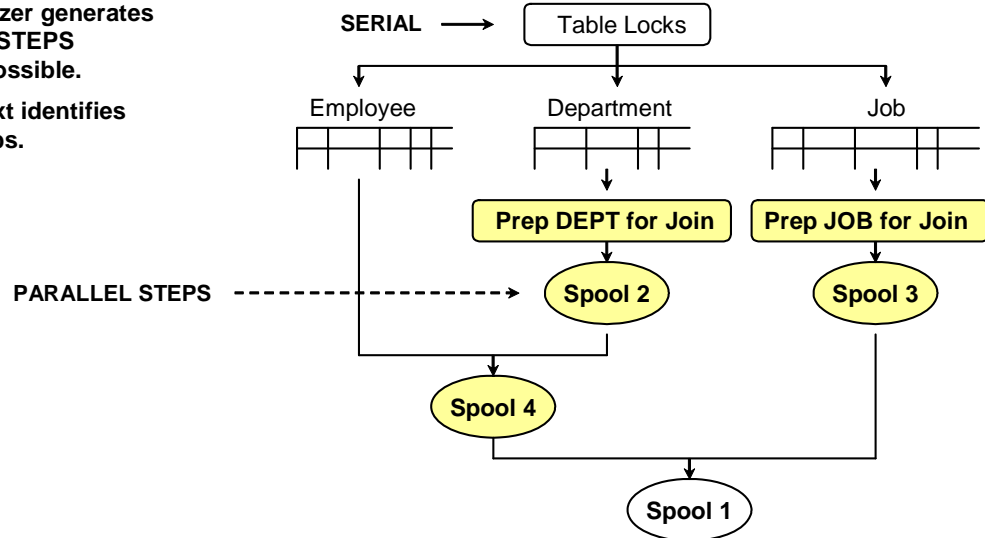 zer generates
STEPS
ossible.
xt identifies
os.
SERIAL
Table Locks
Employee
Department
Job
Prep DEPT for Join
Prep JOB for Join
PARALLEL STEPS
Spool 2
Spool 3
Spool 4
Spool 1